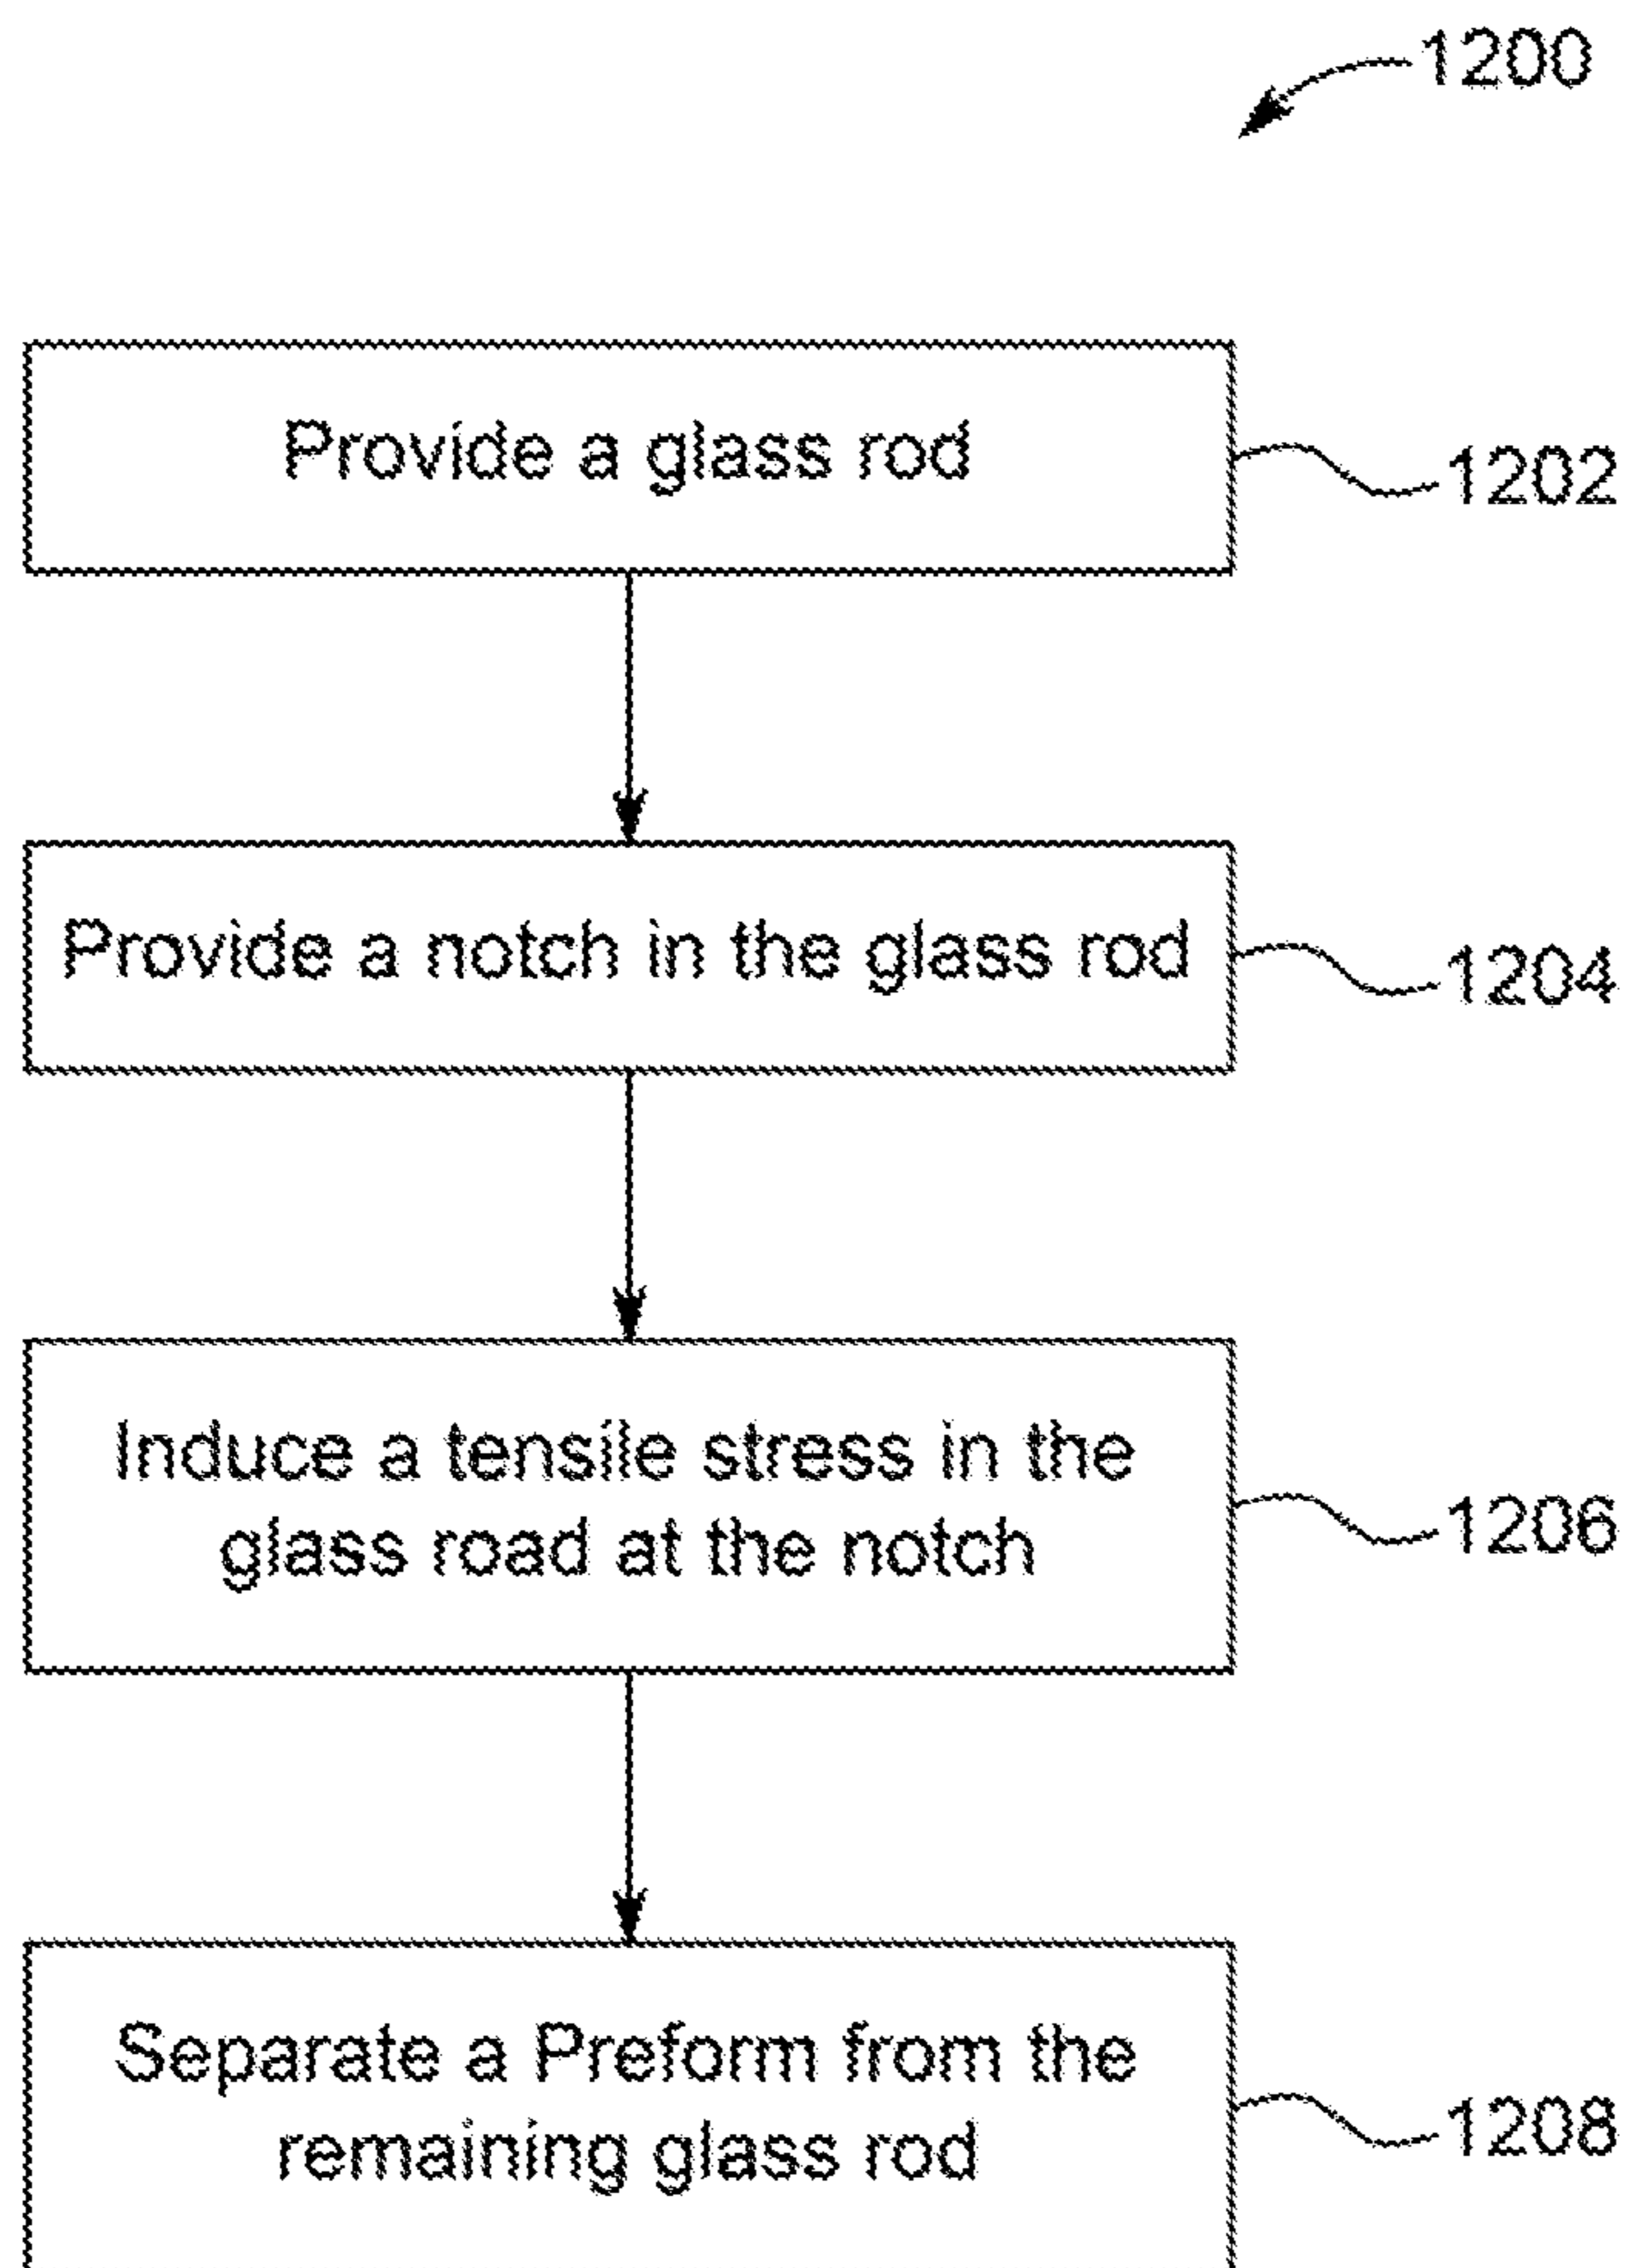 1200
Provide a glass rod
1202
Provide a notch in the glass rod
1204
Induce a tensile stress in the
glass road at the notch
1206
Separate a Preform from the
remaining glass rod
1208